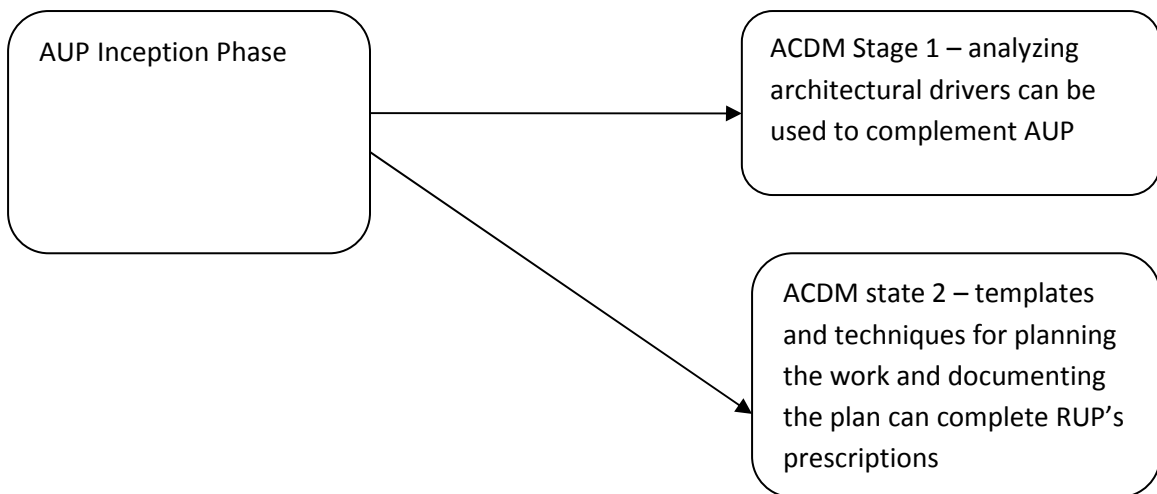 AUP Inception Phase
ACDM Stage 1 – analyzing
architectural drivers can be
used to complement AUP
ACDM state 2 – templates
and techniques for planning
the work and documenting
the plan can complete RUP’s
prescriptions